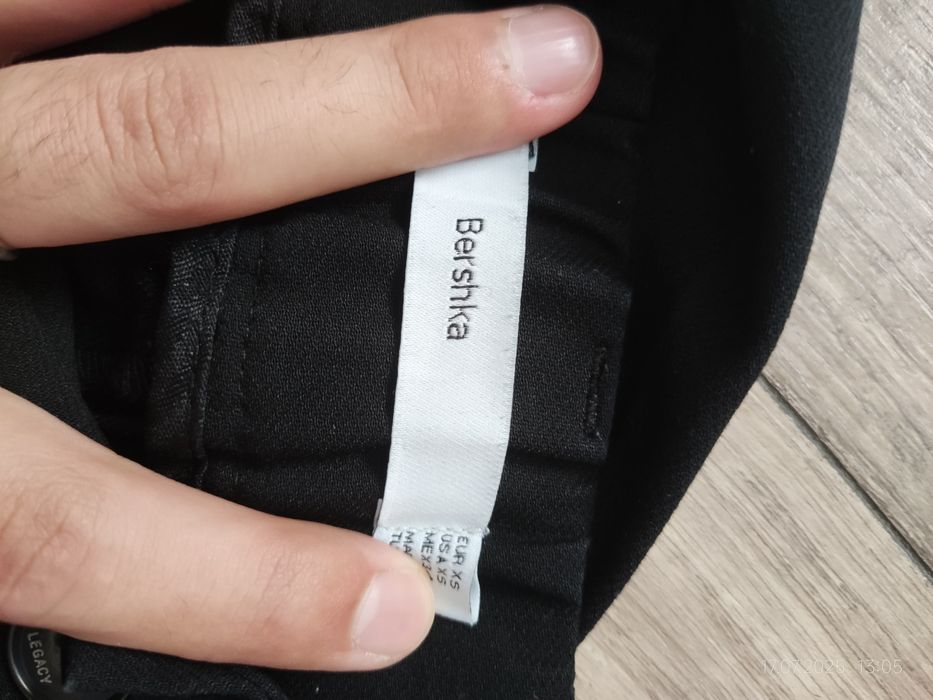 Bershka
EUR XS
USA XS
MEX
LEGACY
17.07.2025 13:05